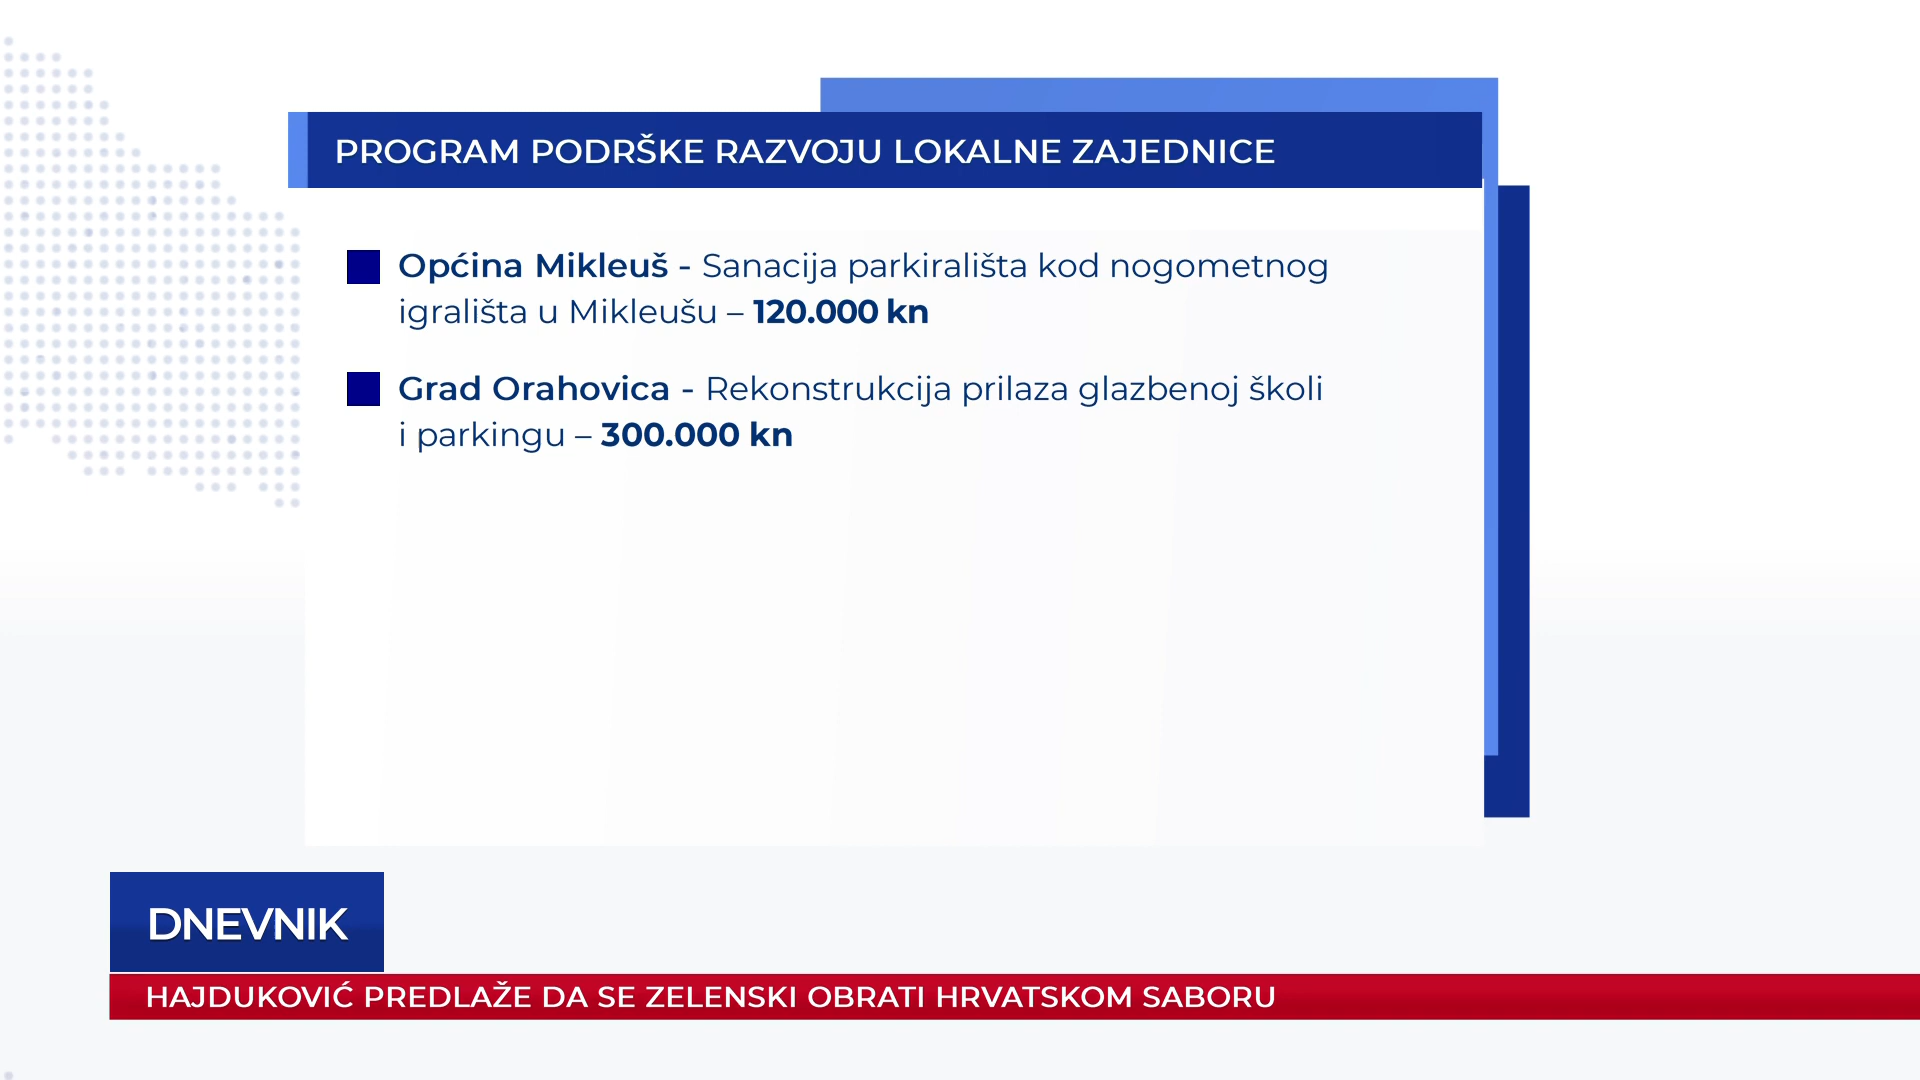 PROGRAM PODRŠKE RAZVOJU LOKALNE ZAJEDNICE
Općina Mikleuš - Sanacija parkirališta kod nogometnog
igrališta u Mikleušu – 120.000 kn
Grad Orahovica - Rekonstrukcija prilaza glazbenoj školi
i parkingu – 300.000 kn
DNEVNIK
HAJDUKOVIĆ PREDLAŽE DA SE ZELENSKI OBRATI HRVATSKOM SABORU